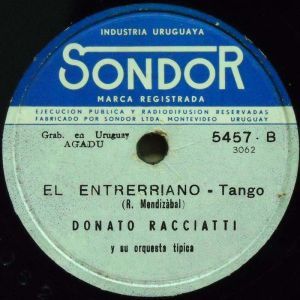 INDUSTRIA URUGUAYA
SONDOR
MARCA REGISTRADA
EJECUCION PUBLICA Y RADIODIFUSION RESERVADAS
FABRICADO POR SONDOR LTDA. MONTEVIDEO URUGUAY
Grab. en Uruguay
AGADU
5457 - B
3062
EL ENTRERRIANO - Tango
(R. Mendizábal)
DONATO RACCIATTI
y su orquesta típica